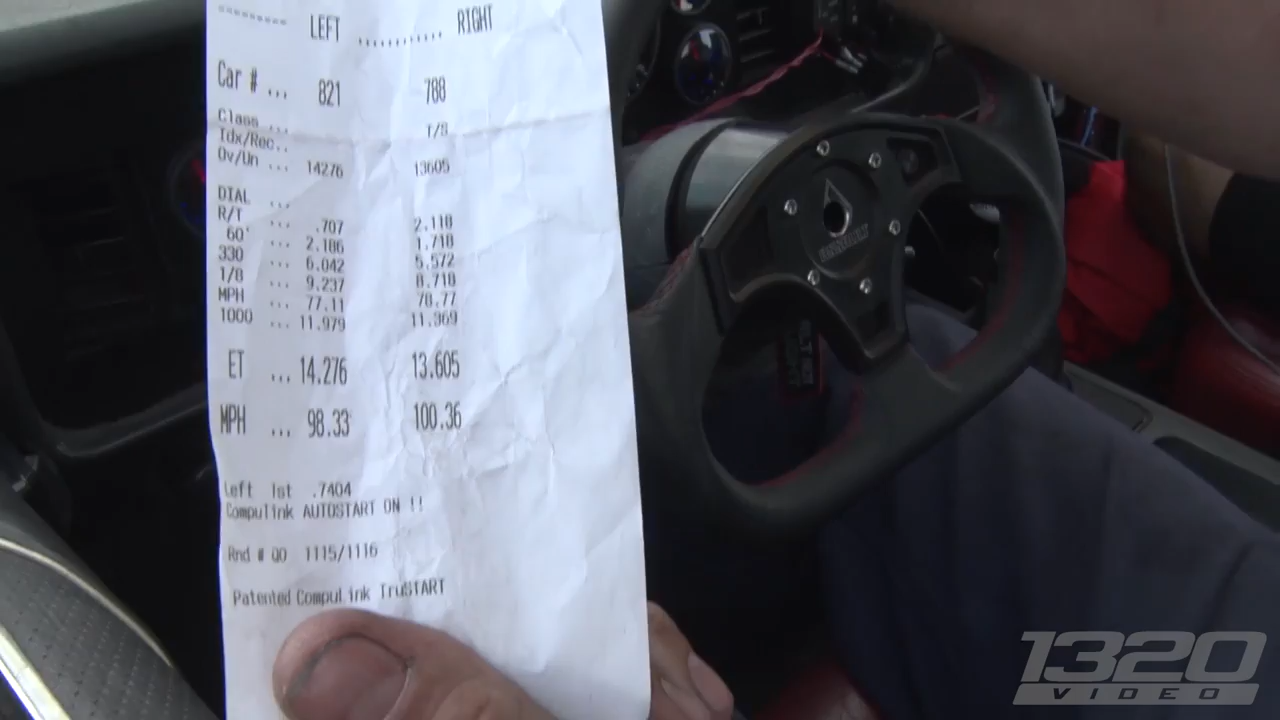 --------- LEFT ............ RIGHT
Car # ... 821 788
Class ... T/S
Idx/Rec..
Ov/Un ... 14276 13605
DIAL ...
R/T ... .707 2.118
60' ... 2.186 1.718
330 ... 6.042 5.572
1/8 ... 9.237 8.718
MPH ... 77.11 78.77
1000 ... 11.979 11.369
ET ... 14.276 13.605
MPH ... 98.33 100.36
Left 1st .7404
Compulink AUTOSTART ON !!
Rnd # Q0 1115/1116
Patented CompuLink TruSTART
1320
VIDEO